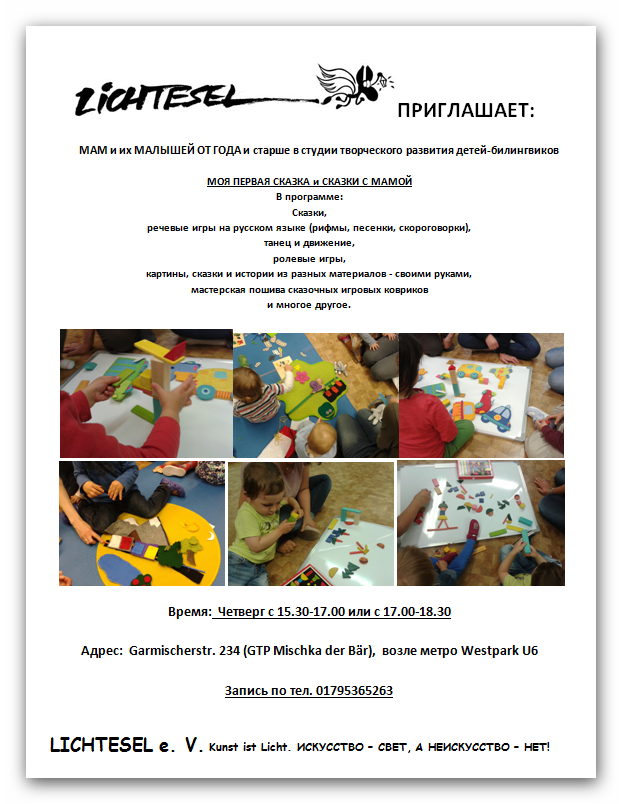 LiCHTESEL ПРИГЛАШАЕТ:
МАМ и их МАЛЫШЕЙ ОТ ГОДА и старше в студии творческого развития детей-билингвиков
МОЯ ПЕРВАЯ СКАЗКА и СКАЗКИ С МАМОЙ
В программе:
Сказки,
речевые игры на русском языке (рифмы, песенки, скороговорки),
танец и движение,
ролевые игры,
картины, сказки и истории из разных материалов - своими руками,
мастерская пошива сказочных игровых ковриков
и многое другое.
Время: Четверг с 15.30-17.00 или с 17.00-18.30
Адрес: Garmischerstr. 234 (GTP Mischka der Bär), возле метро Westpark U6
Запись по тел. 01795365263
LICHTESEL e. V. Kunst ist Licht. ИСКУССТВО – СВЕТ, А НЕИСКУССТВО – НЕТ!